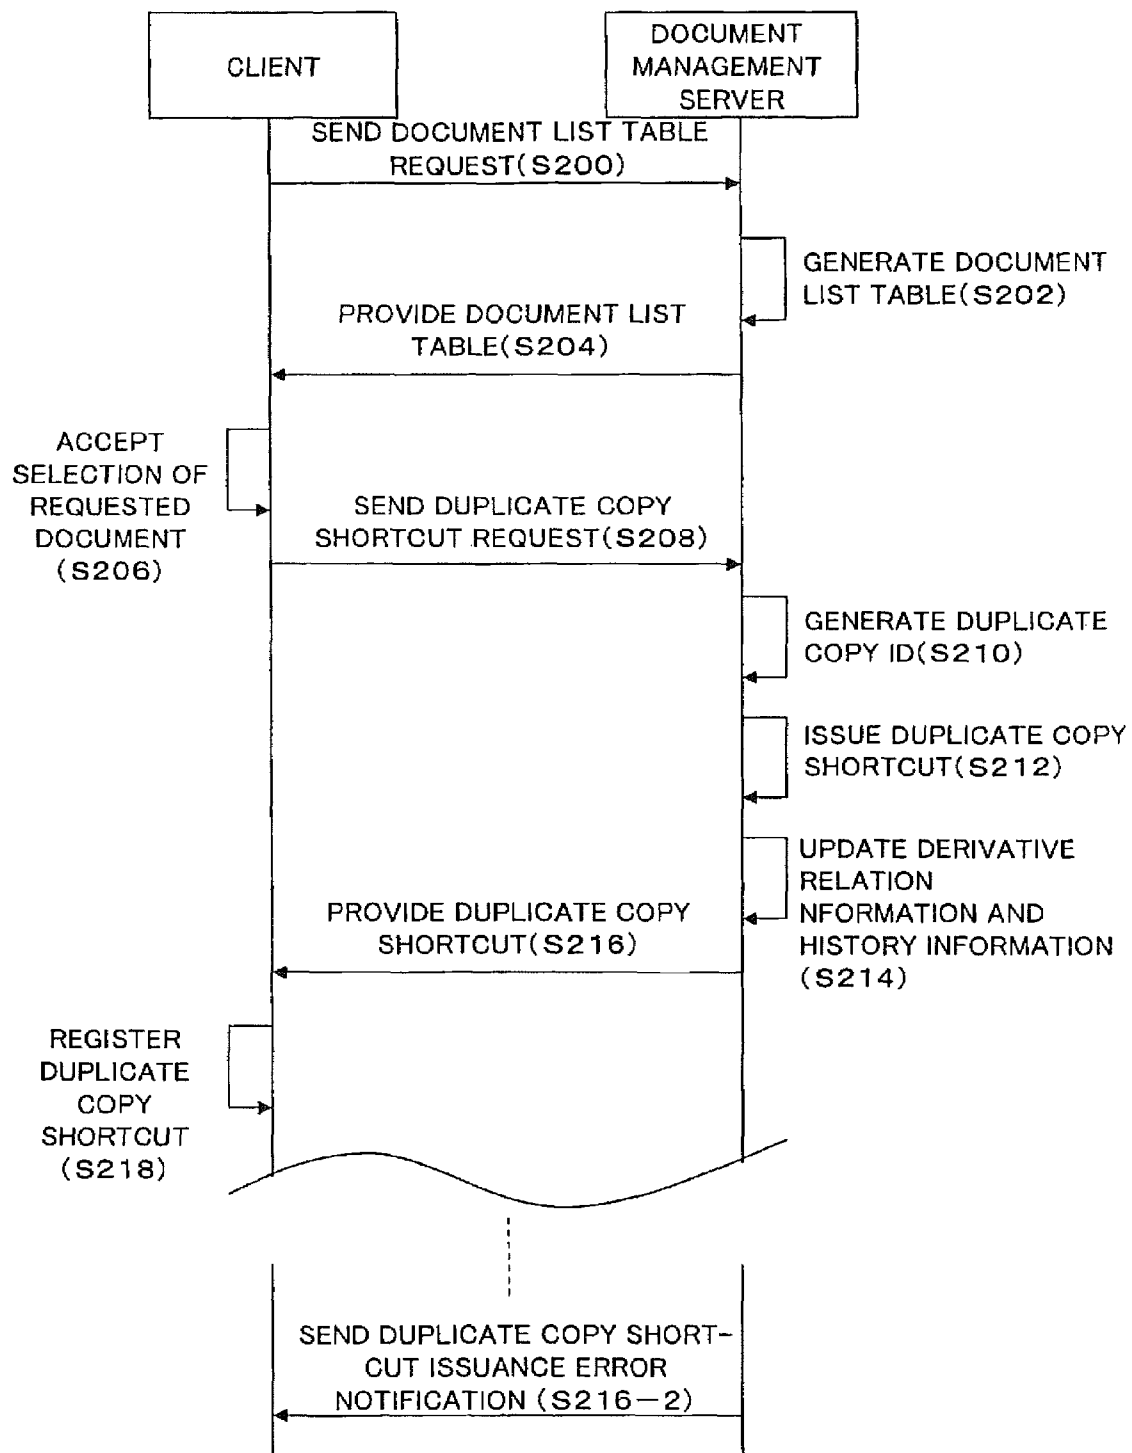 CLIENT
DOCUMENT
MANAGEMENT
SERVER
SEND DOCUMENT LIST TABLE
REQUEST(S200)
GENERATE DOCUMENT
LIST TABLE(S202)
PROVIDE DOCUMENT LIST
TABLE(S204)
ACCEPT
SELECTION OF
REQUESTED
DOCUMENT
(S206)
SEND DUPLICATE COPY
SHORTCUT REQUEST(S208)
GENERATE DUPLICATE
COPY ID(S210)
ISSUE DUPLICATE COPY
SHORTCUT(S212)
UPDATE DERIVATIVE
RELATION
NFORMATION AND
HISTORY INFORMATION
(S214)
PROVIDE DUPLICATE COPY
SHORTCUT(S216)
REGISTER
DUPLICATE
COPY
SHORTCUT
(S218)
SEND DUPLICATE COPY SHORT-
CUT ISSUANCE ERROR
NOTIFICATION (S216-2)